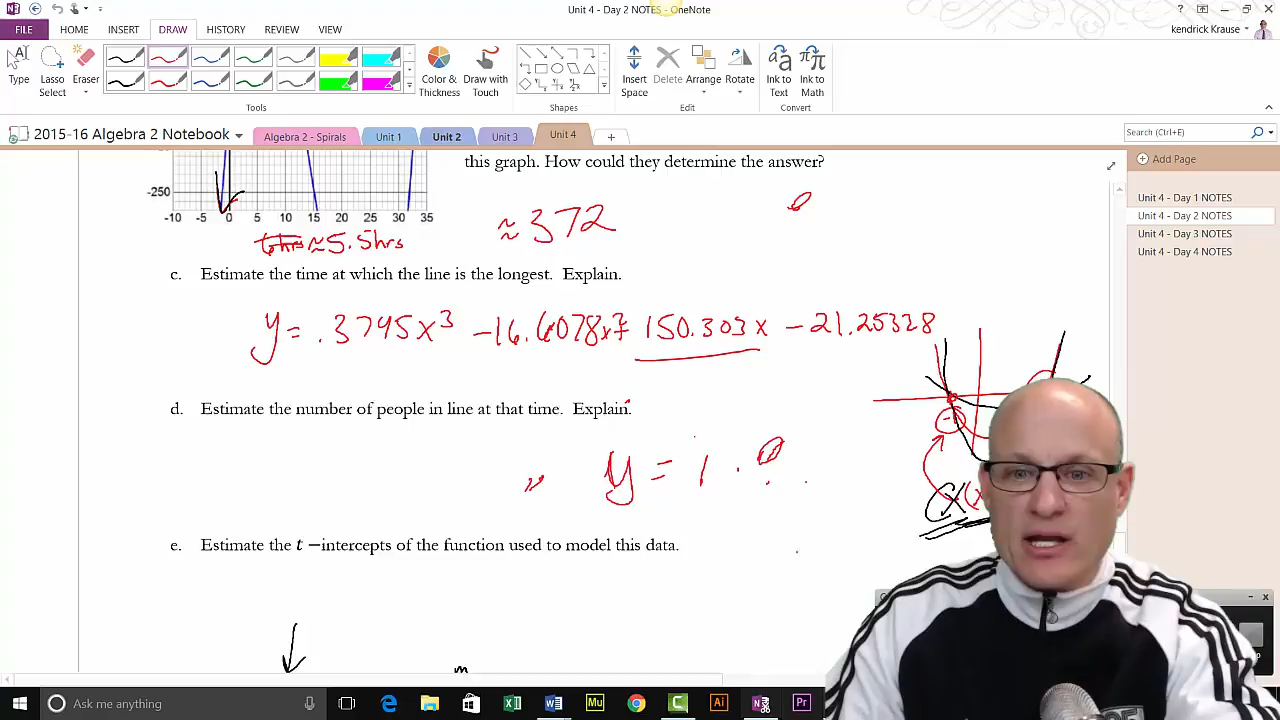 Unit 4 - Day 2 NOTES - OneNote
FILE HOME INSERT DRAW HISTORY REVIEW VIEW
kendrick Krause
Type
Lasso Select
Eraser
Color & Thickness
Draw with Touch
Insert Space
Delete
Arrange
Rotate
Ink to Text
Ink to Math
Tools
Shapes
Edit
Convert
2015-16 Algebra 2 Notebook
Algebra 2 - Spirals
Unit 1
Unit 2
Unit 3
Unit 4
Search (Ctrl+E)
Add Page
Unit 4 - Day 1 NOTES
Unit 4 - Day 2 NOTES
Unit 4 - Day 3 NOTES
Unit 4 - Day 4 NOTES
this graph. How could they determine the answer?
-250
-10 -5 0 5 10 15 20 25 30 35
≈5.5hrs
≈372
c. Estimate the time at which the line is the longest. Explain.
y = .3795x³ -16.6078x² + 150.303x - 21.25328
d. Estimate the number of people in line at that time. Explain.
y =
e. Estimate the t −intercepts of the function used to model this data.
Ask me anything